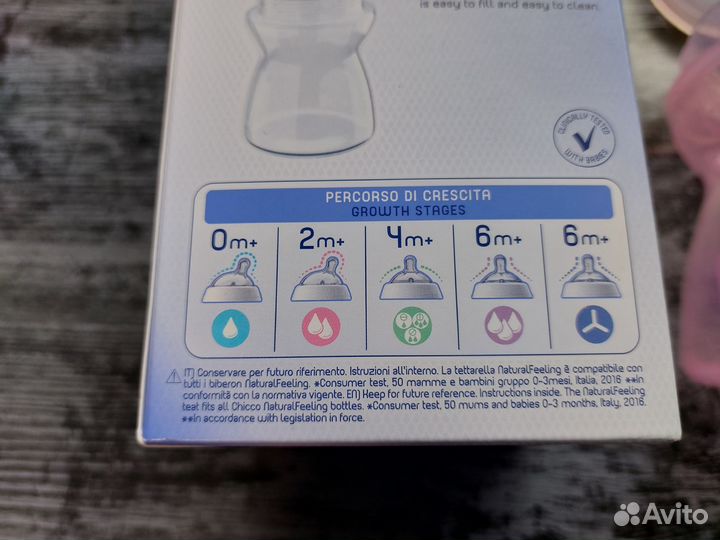 is easy to fill and easy to clean.
CLINICALLY TESTED
WITH BABIES
PERCORSO DI CRESCITA
GROWTH STAGES
0m+ 2m+ 4m+ 6m+ 6m+
IT) Conservare per futuro riferimento. Istruzioni all'interno. La tettarella NaturalFeeling è compatibile con
tutti i biberon NaturalFeeling. *Consumer test, 50 mamme e bambini gruppo 0-3mesi, Italia, 2016 **In
conformità con la normativa vigente. EN) Keep for future reference. Instructions inside. The NaturalFeeling
teat fits all Chicco NaturalFeeling bottles. *Consumer test, 50 mums and babies 0-3 months, Italy, 2016.
**In accordance with legislation in force.
Avito